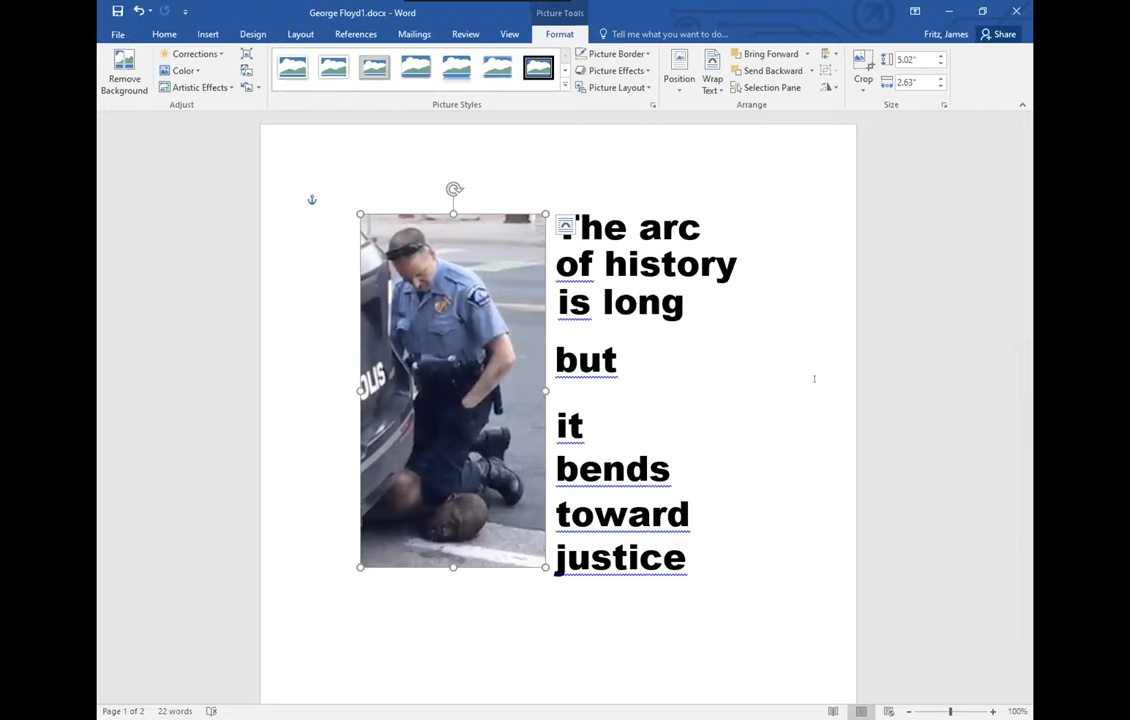 George Floyd1.docx - Word
Picture Tools
File
Home
Insert
Design
Layout
References
Mailings
Review
View
Format
Tell me what you want to do...
Fritz, James
Share
Remove
Background
Corrections
Color
Artistic Effects
Adjust
Picture Styles
Picture Border
Picture Effects
Picture Layout
Position
Wrap
Text
Bring Forward
Send Backward
Selection Pane
Arrange
Crop
5.02"
2.63"
Size
The arc
of history
is long
but
it
bends
toward
justice
OLIS
Page 1 of 2
22 words
100%